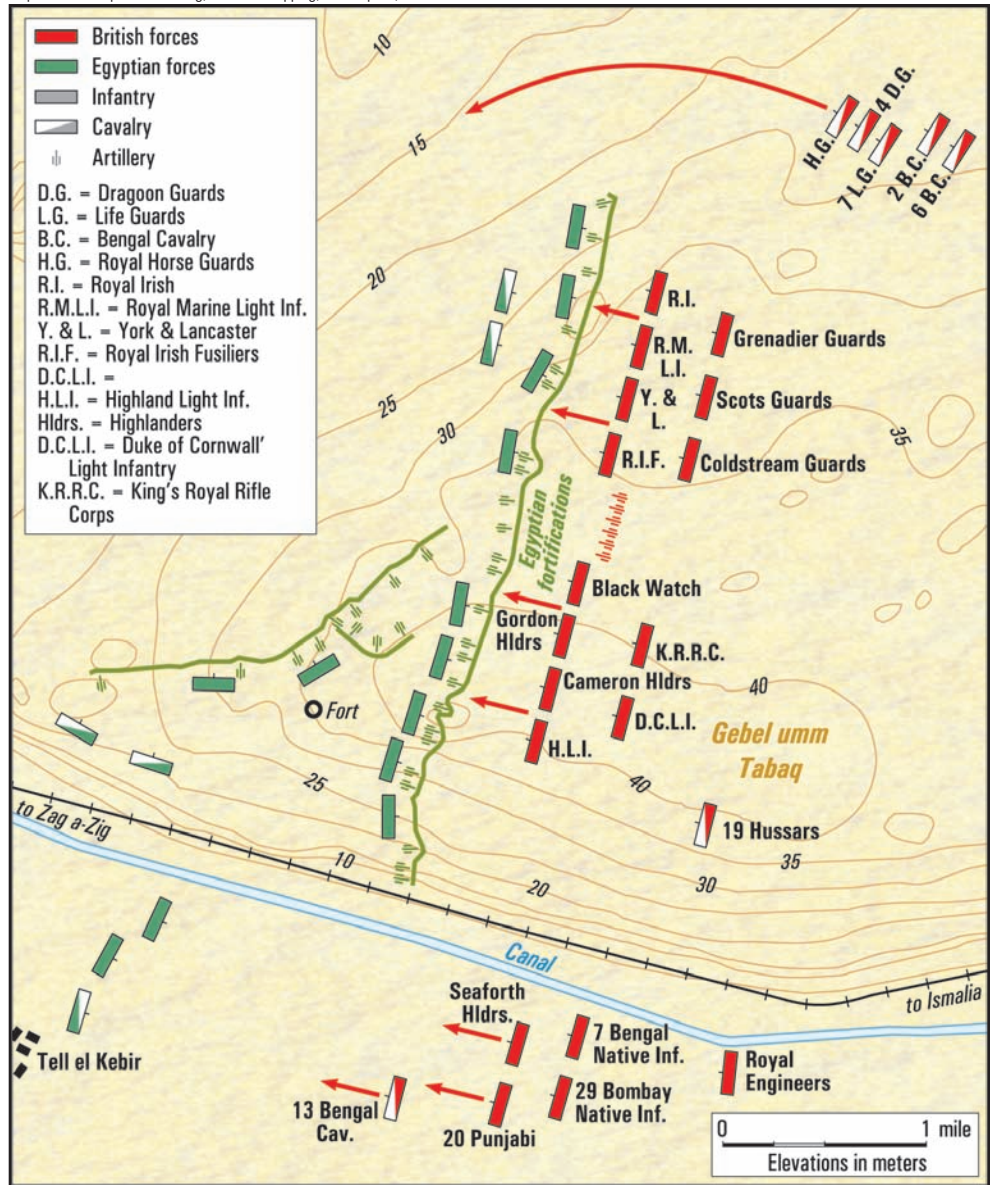 British forces
Egyptian forces
Infantry
Cavalry
Artillery
D.G. = Dragoon Guards
L.G. = Life Guards
B.C. = Bengal Cavalry
H.G. = Royal Horse Guards
R.I. = Royal Irish
R.M.L.I. = Royal Marine Light Inf.
Y. & L. = York & Lancaster
R.I.F. = Royal Irish Fusiliers
D.C.L.I. =
H.L.I. = Highland Light Inf.
Hldrs. = Highlanders
D.C.L.I. = Duke of Cornwall'
Light Infantry
K.R.R.C. = King's Royal Rifle
Corps
10
15
20
25
30
35
H.G.
4 D.G.
7 L.G.
2 B.C.
6 B.C.
R.I.
R.M.
L.I.
Grenadier Guards
Y. &
L.
Scots Guards
R.I.F.
Coldstream Guards
Egyptian
fortifications
Black Watch
Gordon
Hldrs
K.R.R.C.
Cameron Hldrs
40
D.C.L.I.
H.L.I.
Gebel umm
Tabaq
40
Fort
25
19 Hussars
35
30
to Zag a-Zig
10
20
Canal
to Ismalia
Seaforth
Hldrs.
7 Bengal
Native Inf.
Royal
Engineers
Tell el Kebir
13 Bengal
Cav.
20 Punjabi
29 Bombay
Native Inf.
0 1 mile
Elevations in meters